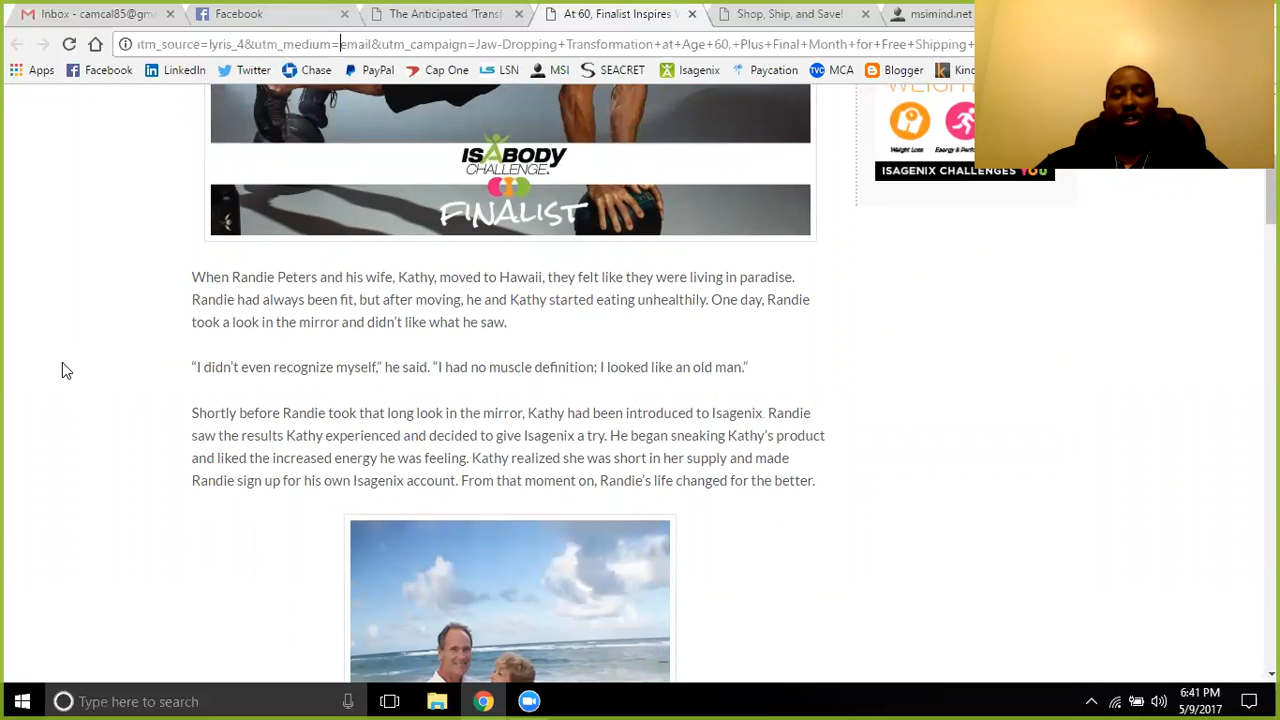 Inbox - camcal85@gma
Facebook
The Anticipated 'Trans
At 60, Finalist Inspires W
Shop, Ship, and Save!
msimind.net
utm_source=lyris_4&utm_medium=email&utm_campaign=Jaw-Dropping+Transformation+at+Age+60,+Plus+Final+Month+for+Free+Shipping
Apps
Facebook
LinkedIn
Twitter
Chase
PayPal
Cap One
LSN
MSI
SEACRET
Isagenix
Paycation
MCA
Blogger
Kind
ISABODY
CHALLENGE
FINALIST
Weight Loss
ISAGENIX CHALLENGES YOU
When Randie Peters and his wife, Kathy, moved to Hawaii, they felt like they were living in paradise.
Randie had always been fit, but after moving, he and Kathy started eating unhealthily. One day, Randie
took a look in the mirror and didn't like what he saw.
“I didn't even recognize myself,” he said. “I had no muscle definition; I looked like an old man.”
Shortly before Randie took that long look in the mirror, Kathy had been introduced to Isagenix. Randie
saw the results Kathy experienced and decided to give Isagenix a try. He began sneaking Kathy's product
and liked the increased energy he was feeling. Kathy realized she was short in her supply and made
Randie sign up for his own Isagenix account. From that moment on, Randie's life changed for the better.
Type here to search
6:41 PM
5/9/2017